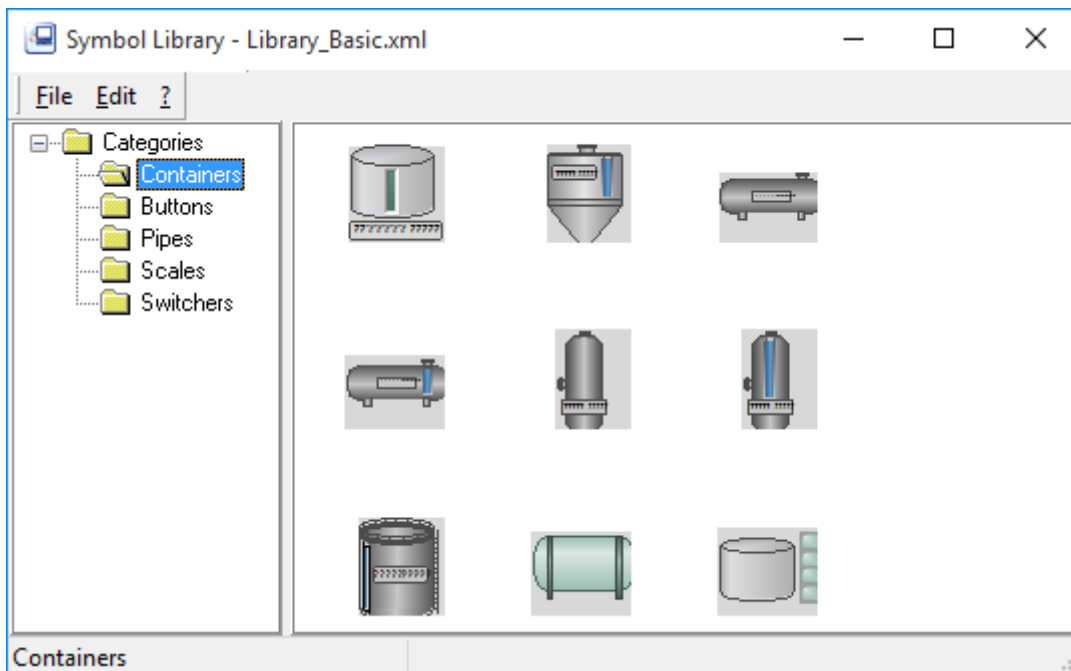 Symbol Library - Library_Basic.xml
File Edit ?
Categories
Containers
Buttons
Pipes
Scales
Switchers
Containers